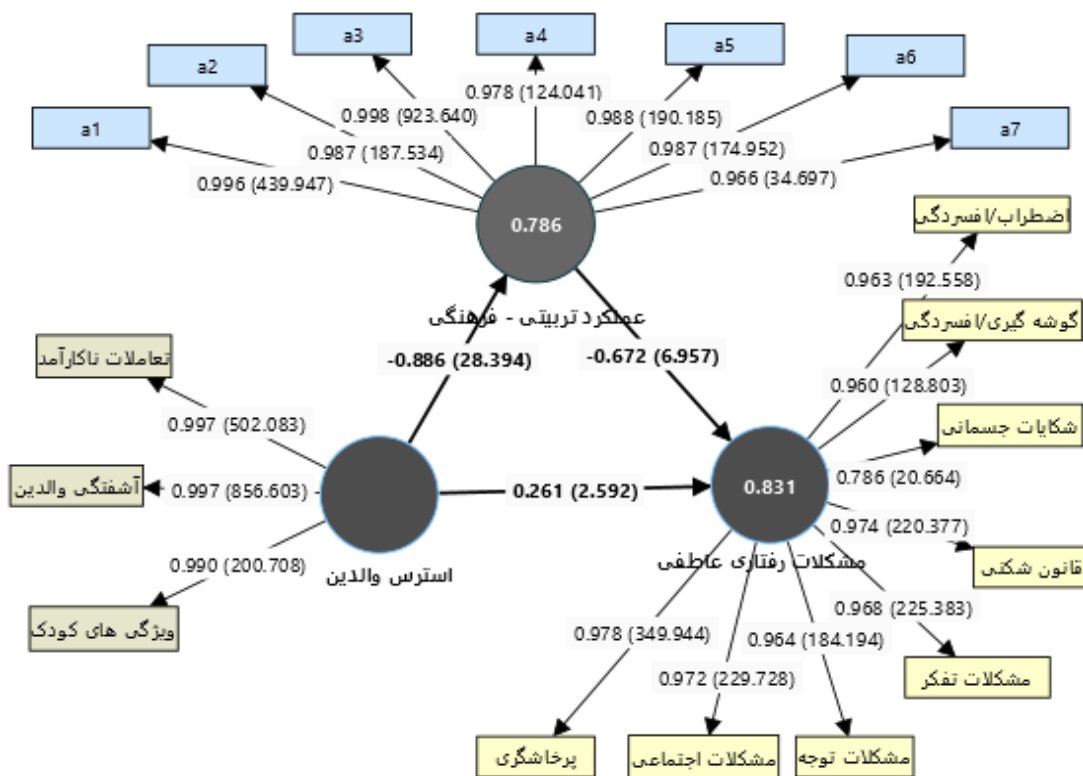 a1
a2
a3
a4
a5
a6
a7
0.996 (439.947)
0.987 (187.534)
0.998 (923.640)
0.978 (124.041)
0.988 (190.185)
0.987 (174.952)
0.966 (34.697)
0.786
عملکرد تربیتی - فرهنگی
-0.886 (28.394)
-0.672 (6.957)
0.261 (2.592)
تعاملات ناکارآمد
آشفتگی والدین
ویژگی های کودک
0.997 (502.083)
0.997 (856.603)
0.990 (200.708)
استرس والدین
0.831
مشکلات رفتاری عاطفی
اضطراب/افسردگی
گوشه گیری/افسردگی
شکایات جسمانی
قانون شکنی
مشکلات تفکر
مشکلات توجه
مشکلات اجتماعی
پرخاشگری
0.963 (192.558)
0.960 (128.803)
0.786 (20.664)
0.974 (220.377)
0.968 (225.383)
0.964 (184.194)
0.972 (229.728)
0.978 (349.944)